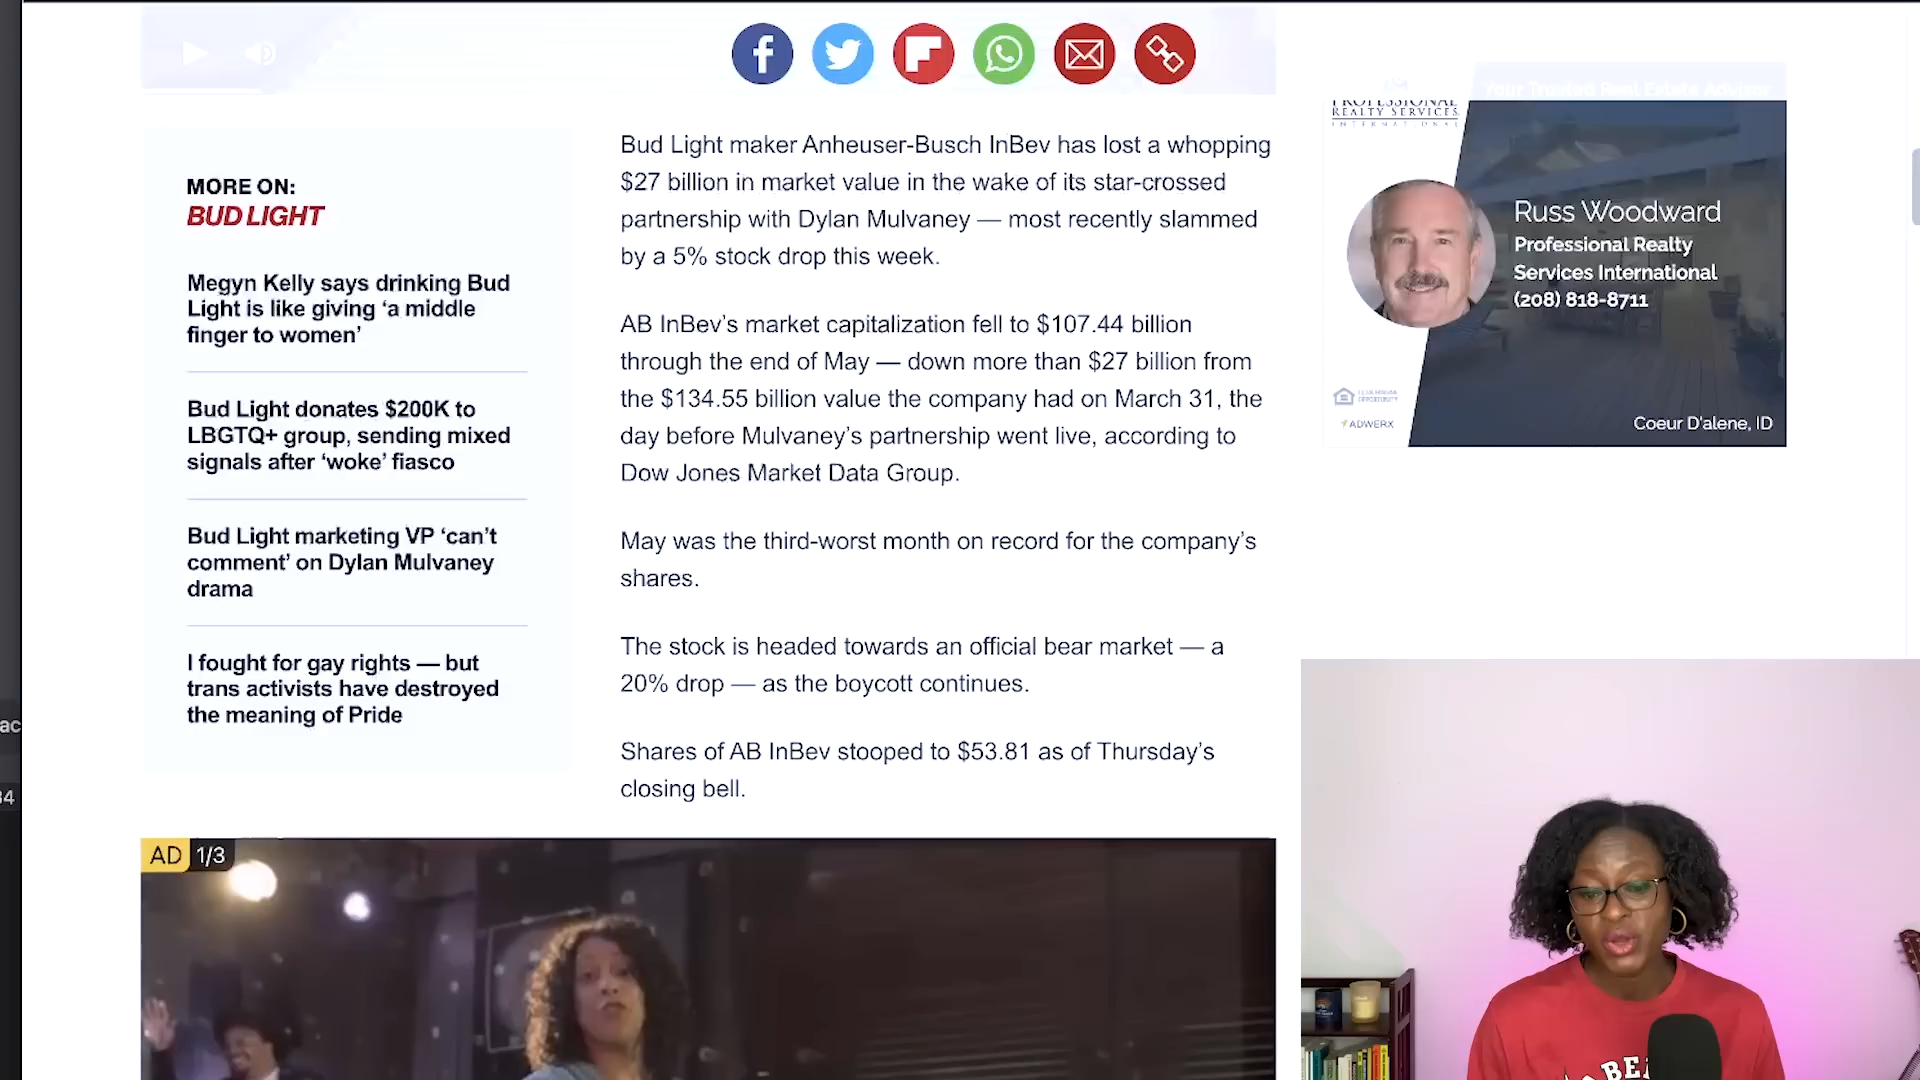 Your Trusted Real Estate Advisor
PROFESSIONAL
REALTY SERVICES
INTERNATIONAL
Russ Woodward
Professional Realty
Services International
(208) 818-8711
ADWERX
Coeur D'alene, ID
MORE ON:
BUD LIGHT
Megyn Kelly says drinking Bud
Light is like giving ‘a middle
finger to women’
Bud Light donates $200K to
LBGTQ+ group, sending mixed
signals after ‘woke’ fiasco
Bud Light marketing VP ‘can’t
comment’ on Dylan Mulvaney
drama
I fought for gay rights — but
trans activists have destroyed
the meaning of Pride
Bud Light maker Anheuser-Busch InBev has lost a whopping
$27 billion in market value in the wake of its star-crossed
partnership with Dylan Mulvaney — most recently slammed
by a 5% stock drop this week.
AB InBev’s market capitalization fell to $107.44 billion
through the end of May — down more than $27 billion from
the $134.55 billion value the company had on March 31, the
day before Mulvaney’s partnership went live, according to
Dow Jones Market Data Group.
May was the third-worst month on record for the company’s
shares.
The stock is headed towards an official bear market — a
20% drop — as the boycott continues.
Shares of AB InBev stooped to $53.81 as of Thursday’s
closing bell.
AD 1/3